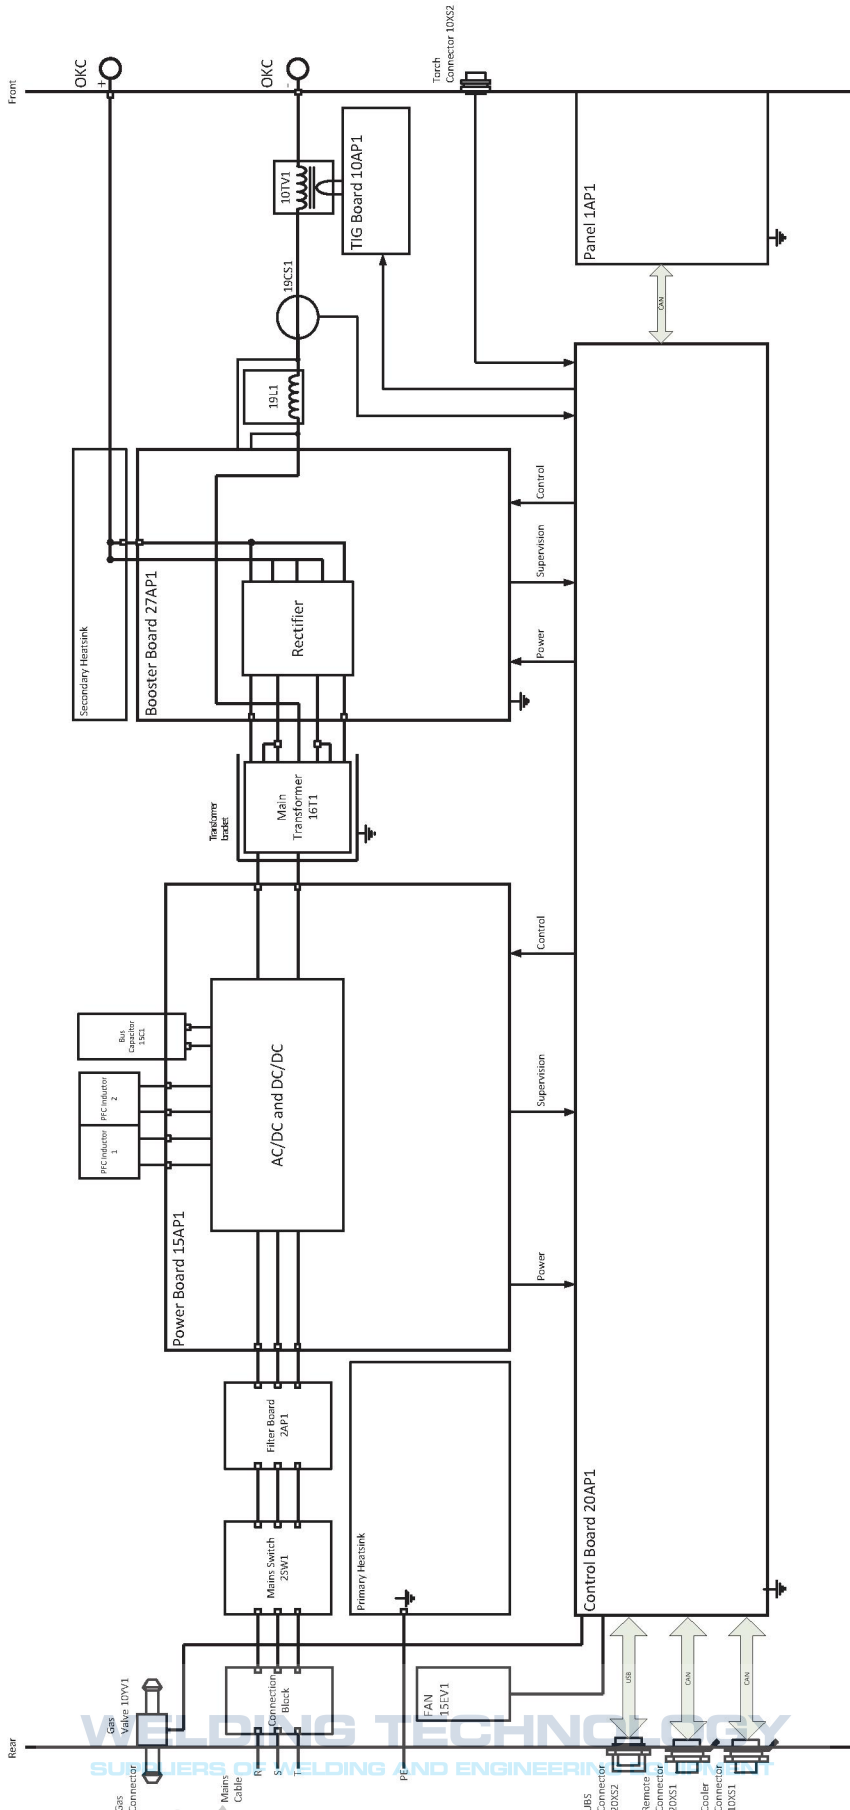 Front
OKC
+
OKC
-
Torch
Connector 10XS2
10TV1
TIG Board 10AP1
Panel 1AP1
19CS1
CAN
19L1
Secondary Heatsink
Booster Board 27AP1
Rectifier
Control
Supervision
Power
Transformer
bracket
Main
Transformer
16T1
Control
Supervision
Power
Bus
Capacitor
15C1
PFC Inductor
2
PFC Inductor
1
AC/DC and DC/DC
Power Board 15AP1
Filter Board
2AP1
Mains Switch
2SW1
Primary Heatsink
Control Board 20AP1
Connection
Block
FAN
15EV1
Gas
Valve 10YV1
USB
CAN
CAN
Rear
WELDING TECHNOLOGY
SUPPLIERS OF WELDING AND ENGINEERING EQUIPMENT
Gas
Connector
Mains
Cable
R
S
T
PE
UBS
Connector
20XS2
Remote
Connector
20XS1
Cooler
Connector
10XS1